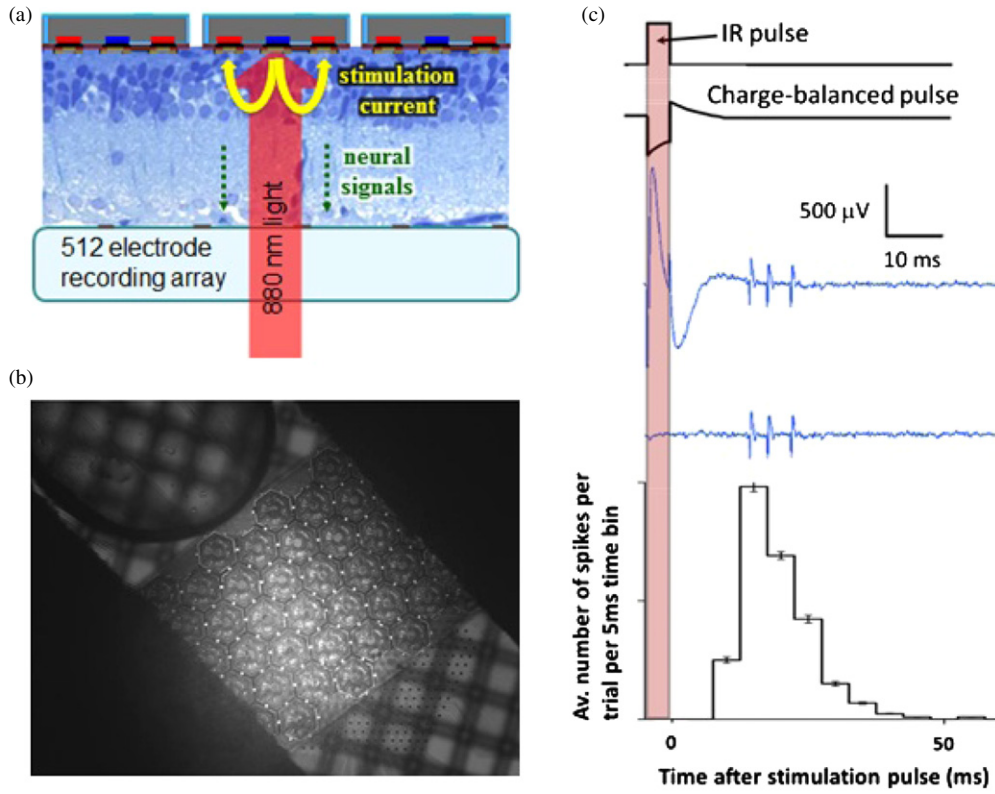 (a)
stimulation
current
neural
signals
880 nm light
512 electrode
recording array
(b)
(c)
IR pulse
Charge-balanced pulse
500 µV
10 ms
Av. number of spikes per
trial per 5ms time bin
0
50
Time after stimulation pulse (ms)